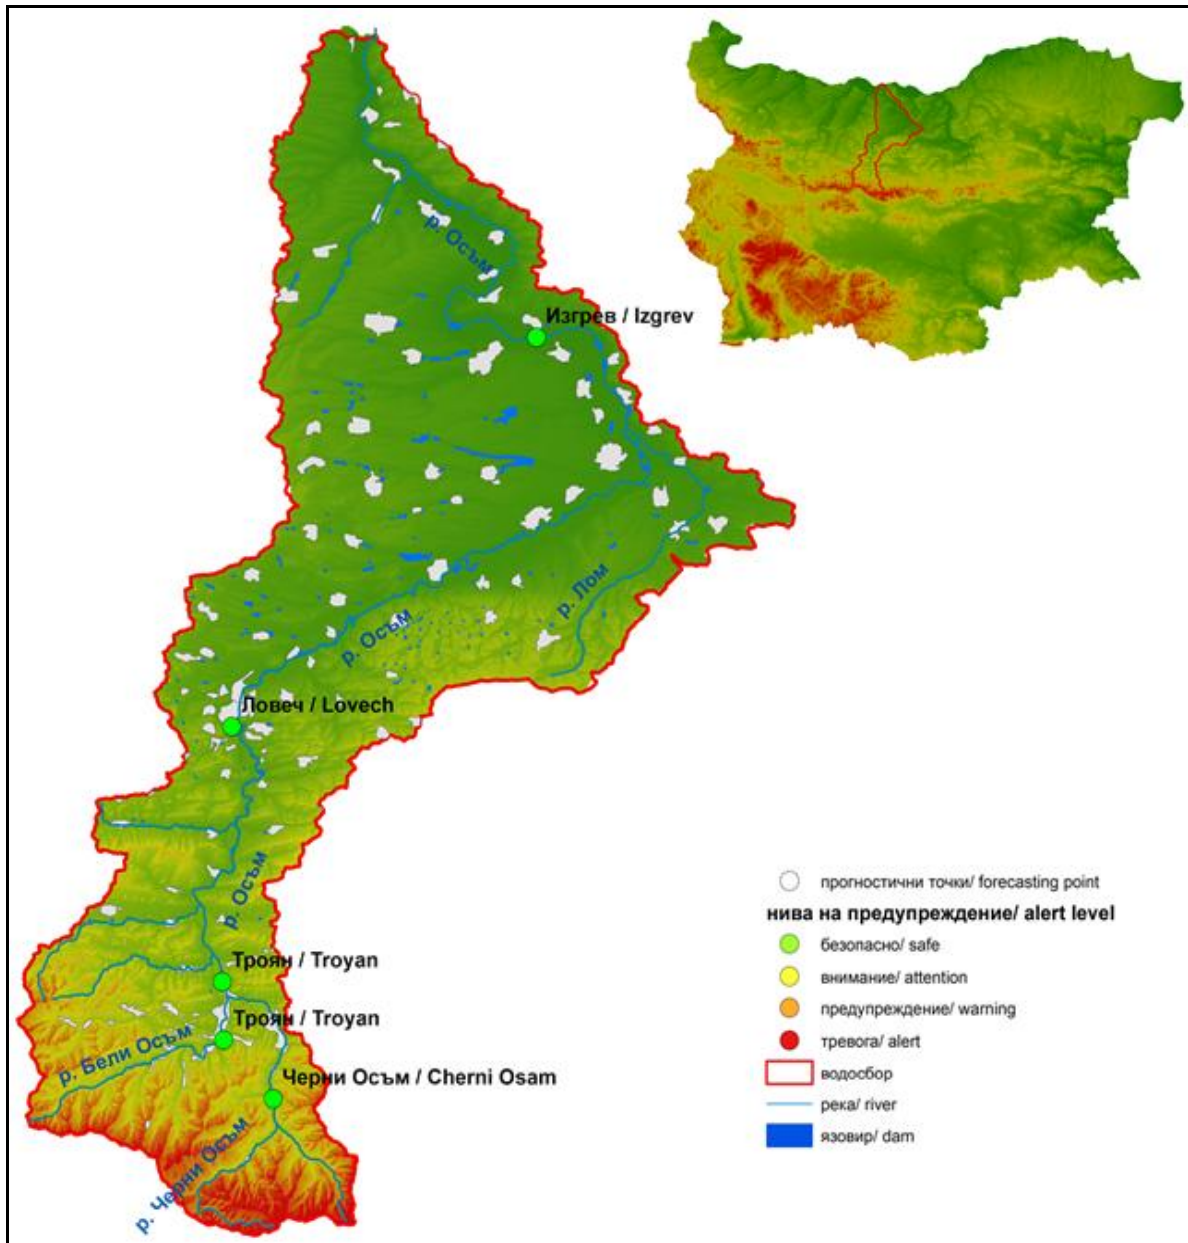 р. Осъм
Изгрев / Izgrev
р. Лом
р. Осъм
Ловеч / Lovech
р. Осъм
Троян / Troyan
Троян / Troyan
р. Бели Осъм
Черни Осъм / Cherni Osam
р. Черни Осъм
прогностични точки/ forecasting point
нива на предупреждение/ alert level
безопасно/ safe
внимание/ attention
предупреждение/ warning
тревога/ alert
водосбор
река/ river
язовир/ dam